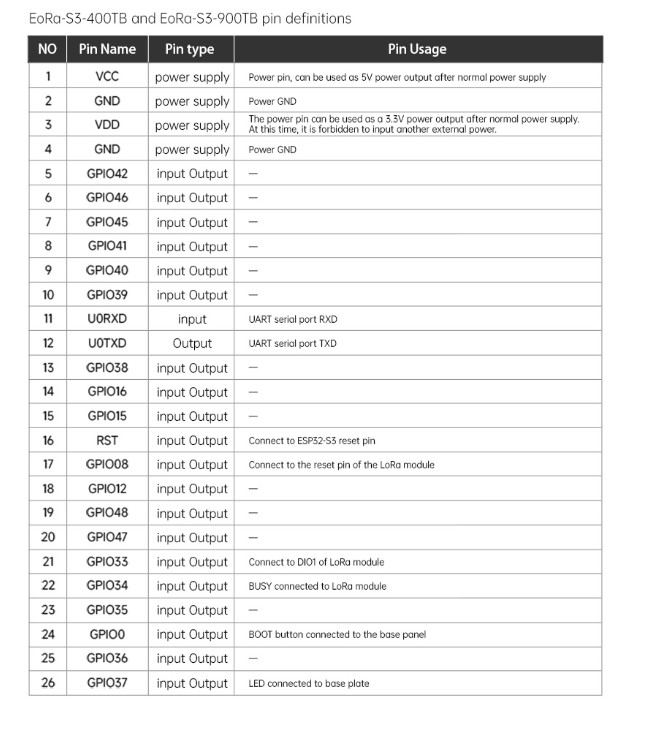 EoRa-S3-400TB and EoRa-S3-900TB pin definitions
NO Pin Name Pin type Pin Usage
1 VCC power supply Power pin, can be used as 5V power output after normal power supply
2 GND power supply Power GND
3 VDD power supply The power pin can be used as a 3.3V power output after normal power supply.
At this time, it is forbidden to input another external power.
4 GND power supply Power GND
5 GPIO42 input Output —
6 GPIO46 input Output —
7 GPIO45 input Output —
8 GPIO41 input Output —
9 GPIO40 input Output —
10 GPIO39 input Output —
11 U0RXD input UART serial port RXD
12 U0TXD Output UART serial port TXD
13 GPIO38 input Output —
14 GPIO16 input Output —
15 GPIO15 input Output —
16 RST input Output Connect to ESP32-S3 reset pin
17 GPIO08 input Output Connect to the reset pin of the LoRa module
18 GPIO12 input Output —
19 GPIO48 input Output —
20 GPIO47 input Output —
21 GPIO33 input Output Connect to DIO1 of LoRa module
22 GPIO34 input Output BUSY connected to LoRa module
23 GPIO35 input Output —
24 GPIO0 input Output BOOT button connected to the base panel
25 GPIO36 input Output —
26 GPIO37 input Output LED connected to base plate